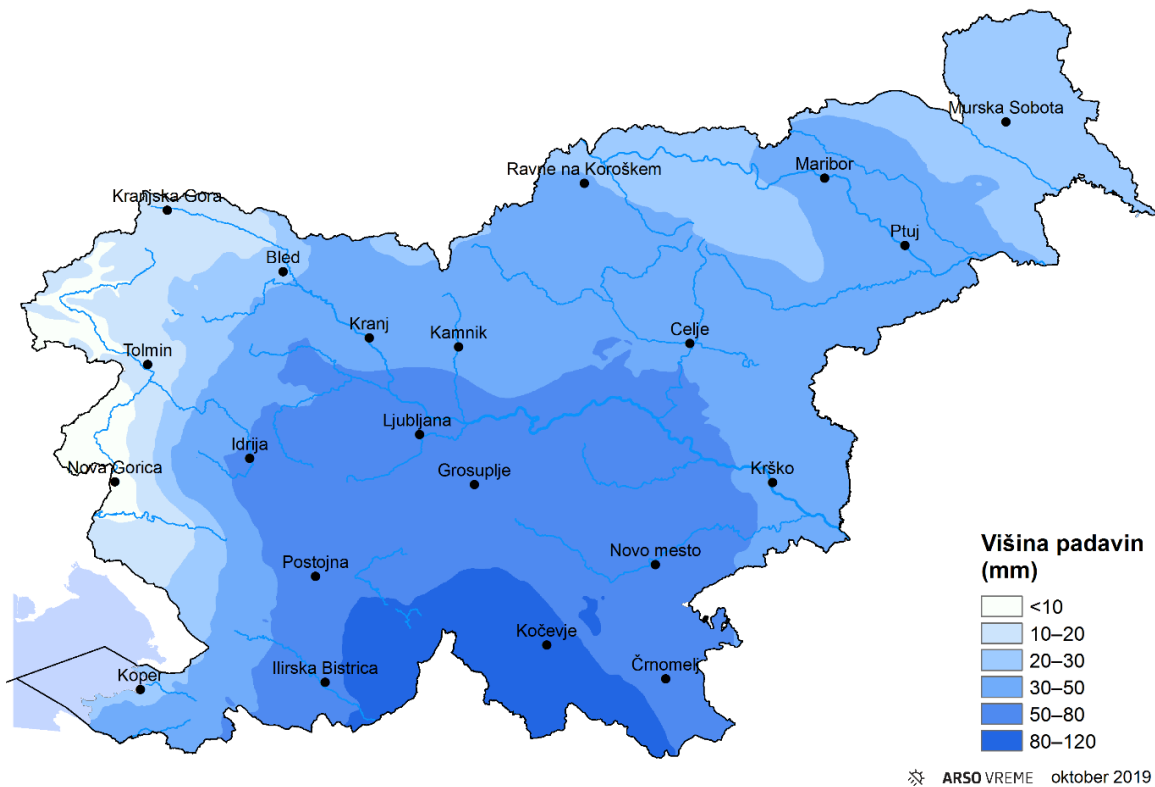 Murska Sobota
Ravne na Koroškem
Maribor
Kranjska Gora
Ptuj
Bled
Kranj
Kamnik
Celje
Tolmin
Ljubljana
Idrija
Nova Gorica
Grosuplje
Krško
Postojna
Novo mesto
Kočevje
Koper
Ilirska Bistrica
Črnomelj
Višina padavin
(mm)
<10
10–20
20–30
30–50
50–80
80–120
ARSO VREME oktober 2019